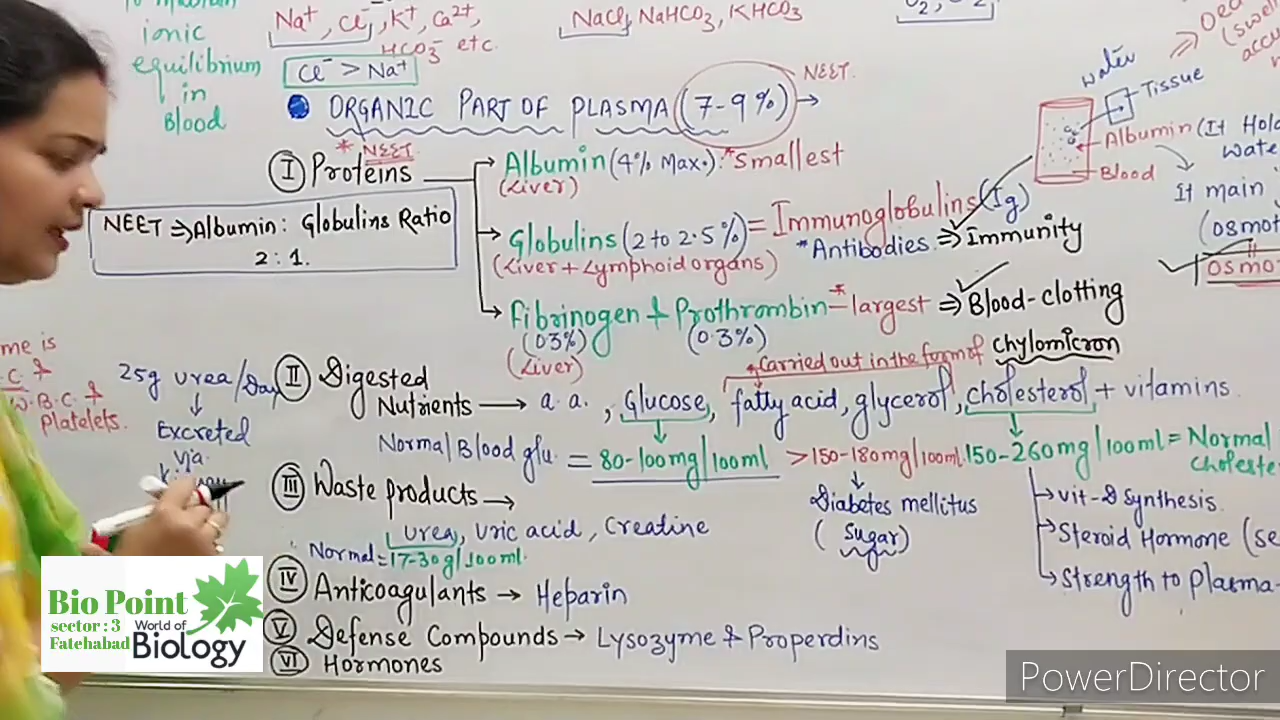 ionic
equilibrium
in
Blood
Na⁺, Cl⁻, K⁺, Ca²⁺,
HCO₃⁻ etc.
Cl⁻ > Na⁺
NaCl, NaHCO₃, KHCO₃
ORGANIC PART OF PLASMA (7-9%) → NEET.
* NEET.
I Proteins
Albumin (4% Max.) *Smallest
(Liver)
NEET ⇒ Albumin : Globulins Ratio
2 : 1.
Globulins (2 to 2.5%) = Immunoglobulins (Ig)
*Antibodies ⇒ Immunity
(Liver + Lymphoid organs)
Fibrinogen + Prothrombin * largest ⇒ Blood-clotting
(0.3%) (0.3%)
(Liver)
water
Tissue
Albumin (It Hol
Water
Blood
It main
(osmot
osmo
me is
W.B.C &
Platelets.
25g urea/Day
↓
Excreted
via
II Digested
Nutrients → a.a., Glucose, fatty acid, glycerol, cholesterol + vitamins
Carried out in the form of chylomicron
Normal Blood glu. = 80-100mg/100ml > 150-180mg/100ml 150-260mg/100ml = Normal
Choleste
Diabetes mellitus
(Sugar)
vit-D synthesis.
Steroid Hormone (se
Strength to Plasma
III Waste products →
Urea, Uric acid, Creatine
Normal = 17-30g/100ml.
IV Anticoagulants → Heparin
V Defense Compounds → Lysozyme & Properdins
VI Hormones
Bio Point
sector : 3
Fatehabad
World of
Biology
PowerDirector